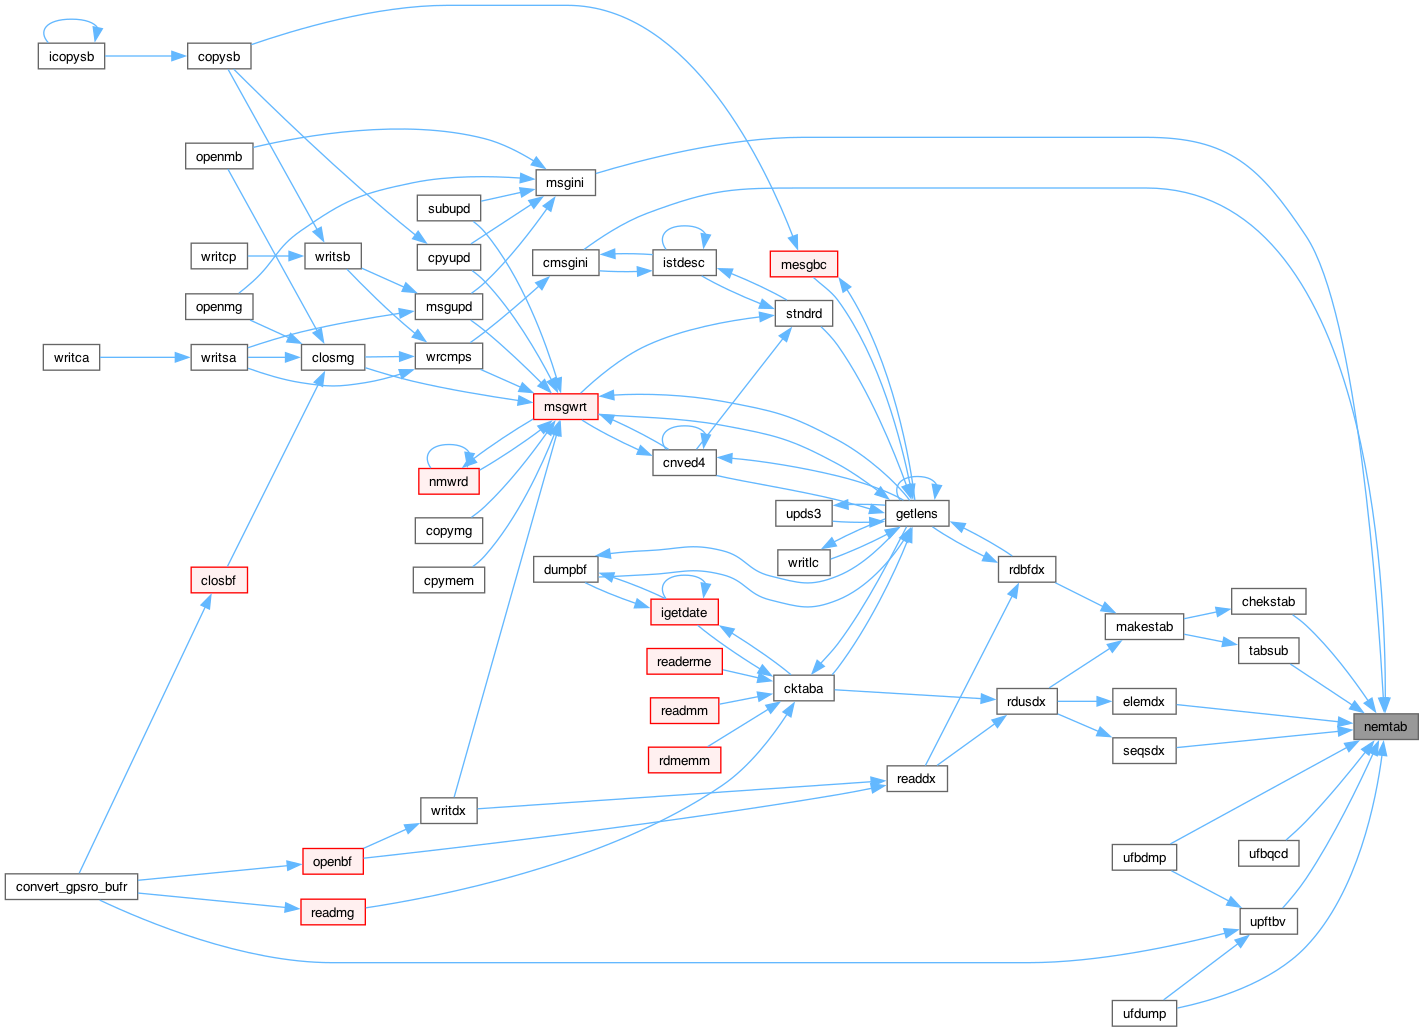 icopysb
copysb
openmb
msgini
subupd
writcp
writsb
cpyupd
cmsgini
istdesc
mesgbc
openmg
msgupd
stndrd
writca
writsa
closmg
wrcmps
msgwrt
cnved4
nmwrd
upds3
getlens
copymg
writlc
dumpbf
rdbfdx
closbf
cpymem
igetdate
chekstab
makestab
tabsub
readerme
cktaba
readmm
rdusdx
elemdx
nemtab
rdmemm
seqsdx
readdx
writdx
openbf
ufbdmp
ufbqcd
convert_gpsro_bufr
readmg
upftbv
ufdump